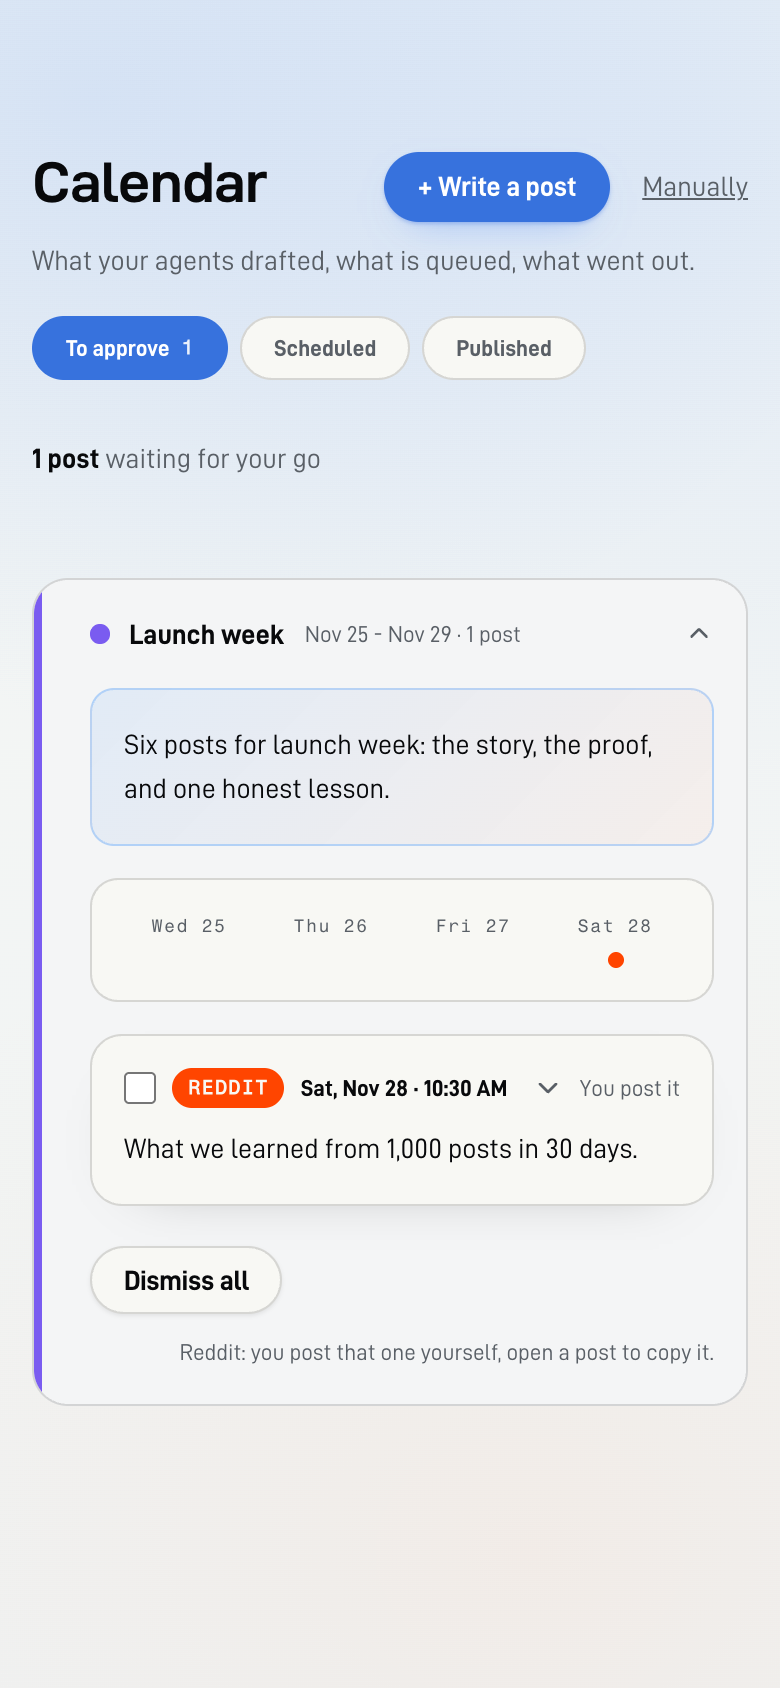 Calendar
+ Write a post
Manually
What your agents drafted, what is queued, what went out.
To approve 1
Scheduled
Published
1 post waiting for your go
Launch week Nov 25 - Nov 29 · 1 post
Six posts for launch week: the story, the proof,
and one honest lesson.
Wed 25 Thu 26 Fri 27 Sat 28
REDDIT Sat, Nov 28 · 10:30 AM You post it
What we learned from 1,000 posts in 30 days.
Dismiss all
Reddit: you post that one yourself, open a post to copy it.